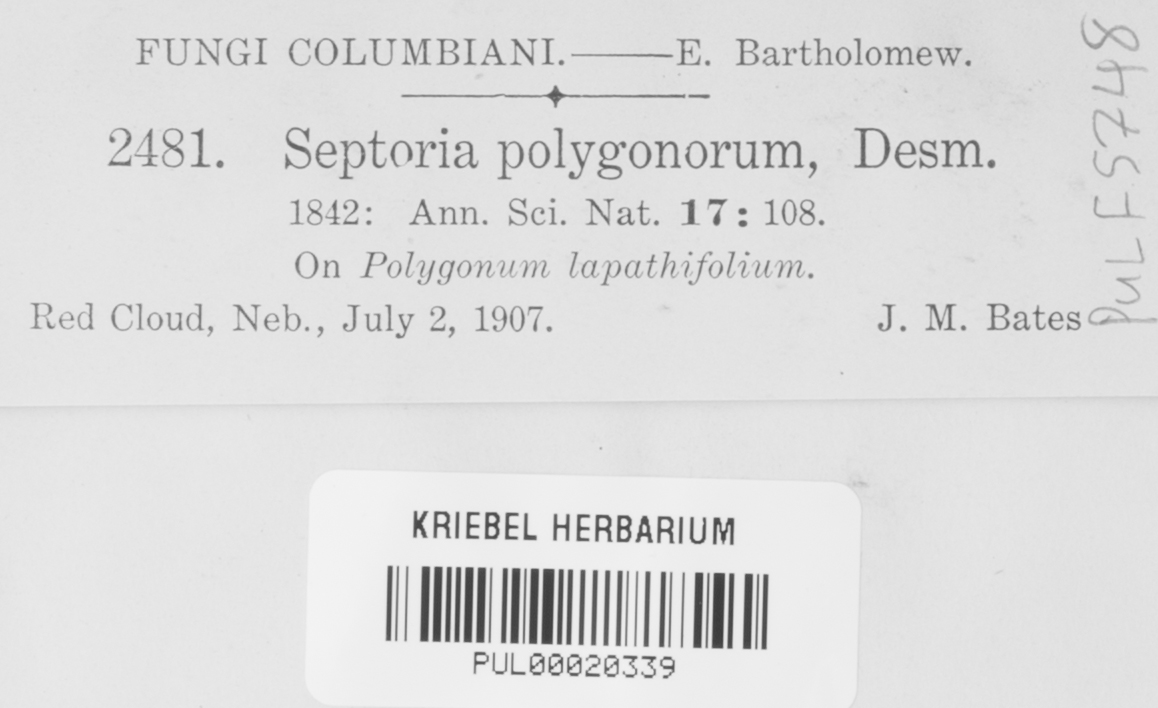 FUNGI COLUMBIANI.——E. Bartholomew.
2481. Septoria polygonorum, Desm.
1842: Ann. Sci. Nat. 17: 108.
On Polygonum lapathifolium.
Red Cloud, Neb., July 2, 1907. J. M. Bates
PUL F5748
KRIEBEL HERBARIUM
PUL00020339